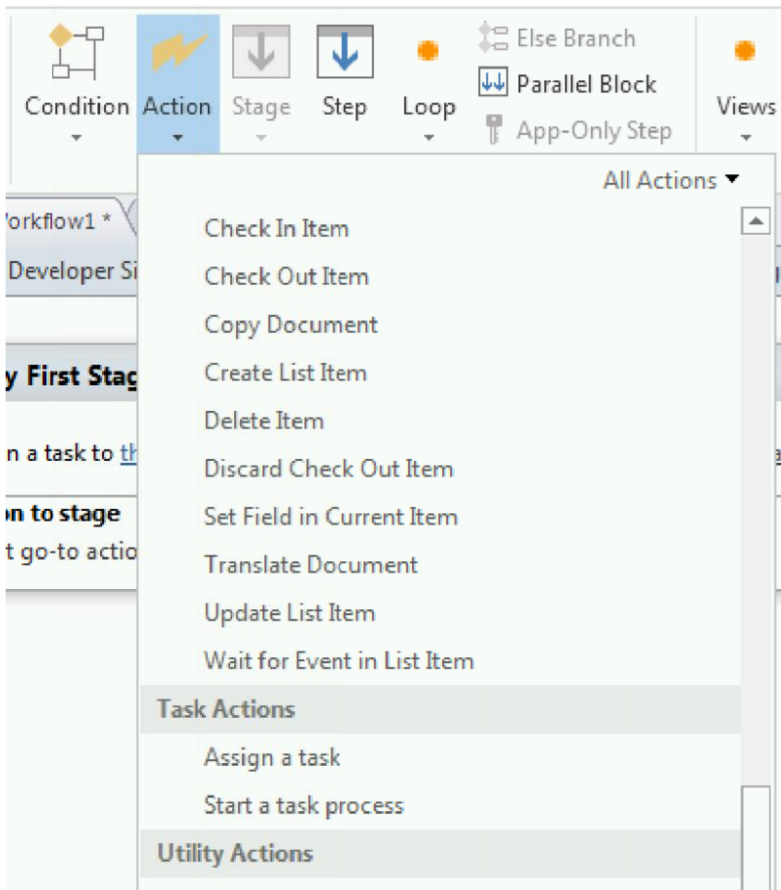 Condition Action Stage Step Loop Else Branch
Parallel Block
App-Only Step
Views
All Actions
orkflow1 *
Developer Si
y First Stag
n a task to th
on to stage
t go-to actio
Check In Item
Check Out Item
Copy Document
Create List Item
Delete Item
Discard Check Out Item
Set Field in Current Item
Translate Document
Update List Item
Wait for Event in List Item
Task Actions
Assign a task
Start a task process
Utility Actions